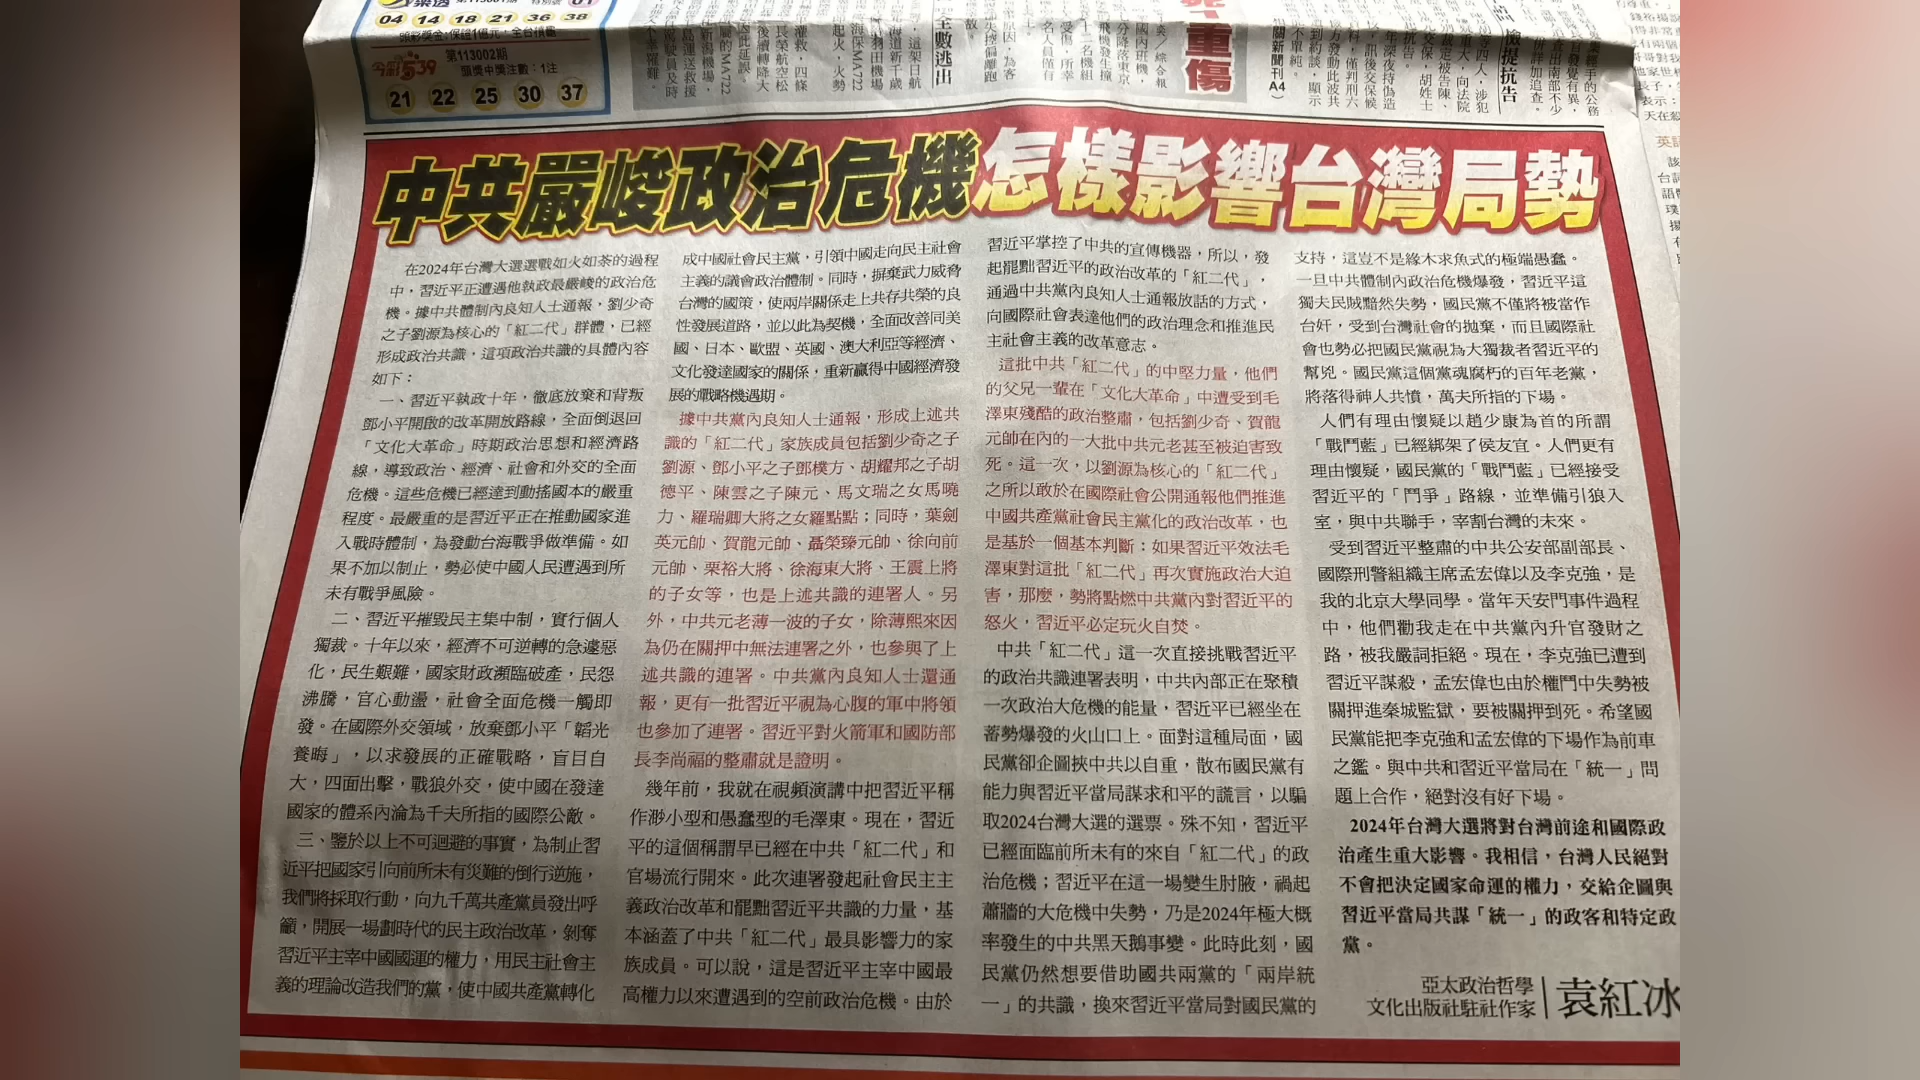 第113001期
特別號 01
04 14 18 21 36 38
頭彩獎金:保證1億元,全台槓龜
今彩539
第113002期
頭獎中獎注數:1注
21 22 25 30 37
重傷
相關新聞刊A4
檢提抗告
中共嚴峻政治危機怎樣影響台灣局勢
在2024年台灣大選選戰如火如荼的過程
中,習近平正遭遇他執政最嚴峻的政治危
機。據中共體制內良知人士通報,劉少奇
之子劉源為核心的「紅二代」群體,已經
形成政治共識,這項政治共識的具體內容
如下:
一、習近平執政十年,徹底放棄和背叛
鄧小平開啟的改革開放路線,全面倒退回
「文化大革命」時期政治思想和經濟路
線,導致政治、經濟、社會和外交的全面
危機。這些危機已經達到動搖國本的嚴重
程度。最嚴重的是習近平正在推動國家進
入戰時體制,為發動台海戰爭做準備。如
果不加以制止,勢必使中國人民遭遇到所
未有戰爭風險。
二、習近平摧毀民主集中制,實行個人
獨裁。十年以來,經濟不可逆轉的急遽惡
化,民生艱難,國家財政瀕臨破產,民怨
沸騰,官心動盪,社會全面危機一觸即
發。在國際外交領域,放棄鄧小平「韜光
養晦」,以求發展的正確戰略,盲目自
大,四面出擊,戰狼外交,使中國在發達
國家的體系內淪為千夫所指的國際公敵。
三、鑒於以上不可迴避的事實,為制止習
近平把國家引向前所未有災難的倒行逆施,
我們將採取行動,向九千萬共產黨員發出呼
籲,開展一場劃時代的民主政治改革,剝奪
習近平主宰中國國運的權力,用民主社會主
義的理論改造我們的黨,使中國共產黨轉化
成中國社會民主黨,引領中國走向民主社會
主義的議會政治體制。同時,摒棄武力威脅
台灣的國策,使兩岸關係走上共存共榮的良
性發展道路,並以此為契機,全面改善同美
國、日本、歐盟、英國、澳大利亞等經濟、
文化發達國家的關係,重新贏得中國經濟發
展的戰略機遇期。
據中共黨內良知人士通報,形成上述共
識的「紅二代」家族成員包括劉少奇之子
劉源、鄧小平之子鄧樸方、胡耀邦之子胡
德平、陳雲之子陳元、馬文瑞之女馬曉
力、羅瑞卿大將之女羅點點;同時,葉劍
英元帥、賀龍元帥、聶榮臻元帥、徐向前
元帥、栗裕大將、徐海東大將、王震上將
的子女等,也是上述共識的連署人。另
外,中共元老薄一波的子女,除薄熙來因
為仍在關押中無法連署之外,也參與了上
述共識的連署。中共黨內良知人士還通
報,更有一批習近平視為心腹的軍中將領
也參加了連署。習近平對火箭軍和國防部
長李尚福的整肅就是證明。
幾年前,我就在視頻演講中把習近平稱
作渺小型和愚蠢型的毛澤東。現在,習近
平的這個稱謂早已經在中共「紅二代」和
官場流行開來。此次連署發起社會民主主
義政治改革和罷黜習近平共識的力量,基
本涵蓋了中共「紅二代」最具影響力的家
族成員。可以說,這是習近平主宰中國最
高權力以來遭遇到的空前政治危機。由於
習近平掌控了中共的宣傳機器,所以,發
起罷黜習近平的政治改革的「紅二代」,
通過中共黨內良知人士通報放話的方式,
向國際社會表達他們的政治理念和推進民
主社會主義的改革意志。
這批中共「紅二代」的中堅力量,他們
的父兄一輩在「文化大革命」中遭受到毛
澤東殘酷的政治整肅,包括劉少奇、賀龍
元帥在內的一大批中共元老甚至被迫害致
死。這一次,以劉源為核心的「紅二代」
之所以敢於在國際社會公開通報他們推進
中國共產黨社會民主黨化的政治改革,也
是基於一個基本判斷:如果習近平效法毛
澤東對這批「紅二代」再次實施政治大迫
害,那麼,勢將點燃中共黨內對習近平的
怒火,習近平必定玩火自焚。
中共「紅二代」這一次直接挑戰習近平
的政治共識連署表明,中共內部正在聚積
一次政治大危機的能量,習近平已經坐在
蓄勢爆發的火山口上。面對這種局面,國
民黨卻企圖挾中共以自重,散布國民黨有
能力與習近平當局謀求和平的謊言,以騙
取2024台灣大選的選票。殊不知,習近平
已經面臨前所未有的來自「紅二代」的政
治危機;習近平在這一場變生肘腋,禍起
蕭牆的大危機中失勢,乃是2024年極大概
率發生的中共黑天鵝事變。此時此刻,國
民黨仍然想要借助國共兩黨的「兩岸統
一」的共識,換來習近平當局對國民黨的
支持,這豈不是緣木求魚式的極端愚蠢。
一旦中共體制內政治危機爆發,習近平這
獨夫民賊黯然失勢,國民黨不僅將被當作
台奸,受到台灣社會的拋棄,而且國際社
會也勢必把國民黨視為大獨裁者習近平的
幫兇。國民黨這個黨魂腐朽的百年老黨,
將落得神人共憤,萬夫所指的下場。
人們有理由懷疑以趙少康為首的所謂
「戰鬥藍」已經綁架了侯友宜。人們更有
理由懷疑,國民黨的「戰鬥藍」已經接受
習近平的「鬥爭」路線,並準備引狼入
室,與中共聯手,宰割台灣的未來。
受到習近平整肅的中共公安部副部長、
國際刑警組織主席孟宏偉以及李克強,是
我的北京大學同學。當年天安門事件過程
中,他們勸我走在中共黨內升官發財之
路,被我嚴詞拒絕。現在,李克強已遭到
習近平謀殺,孟宏偉也由於權鬥中失勢被
關押進秦城監獄,要被關押到死。希望國
民黨能把李克強和孟宏偉的下場作為前車
之鑑。與中共和習近平當局在「統一」問
題上合作,絕對沒有好下場。
2024年台灣大選將對台灣前途和國際政
治產生重大影響。我相信,台灣人民絕對
不會把決定國家命運的權力,交給企圖與
習近平當局共謀「統一」的政客和特定政
黨。
亞太政治哲學
文化出版社駐社作家
袁紅冰